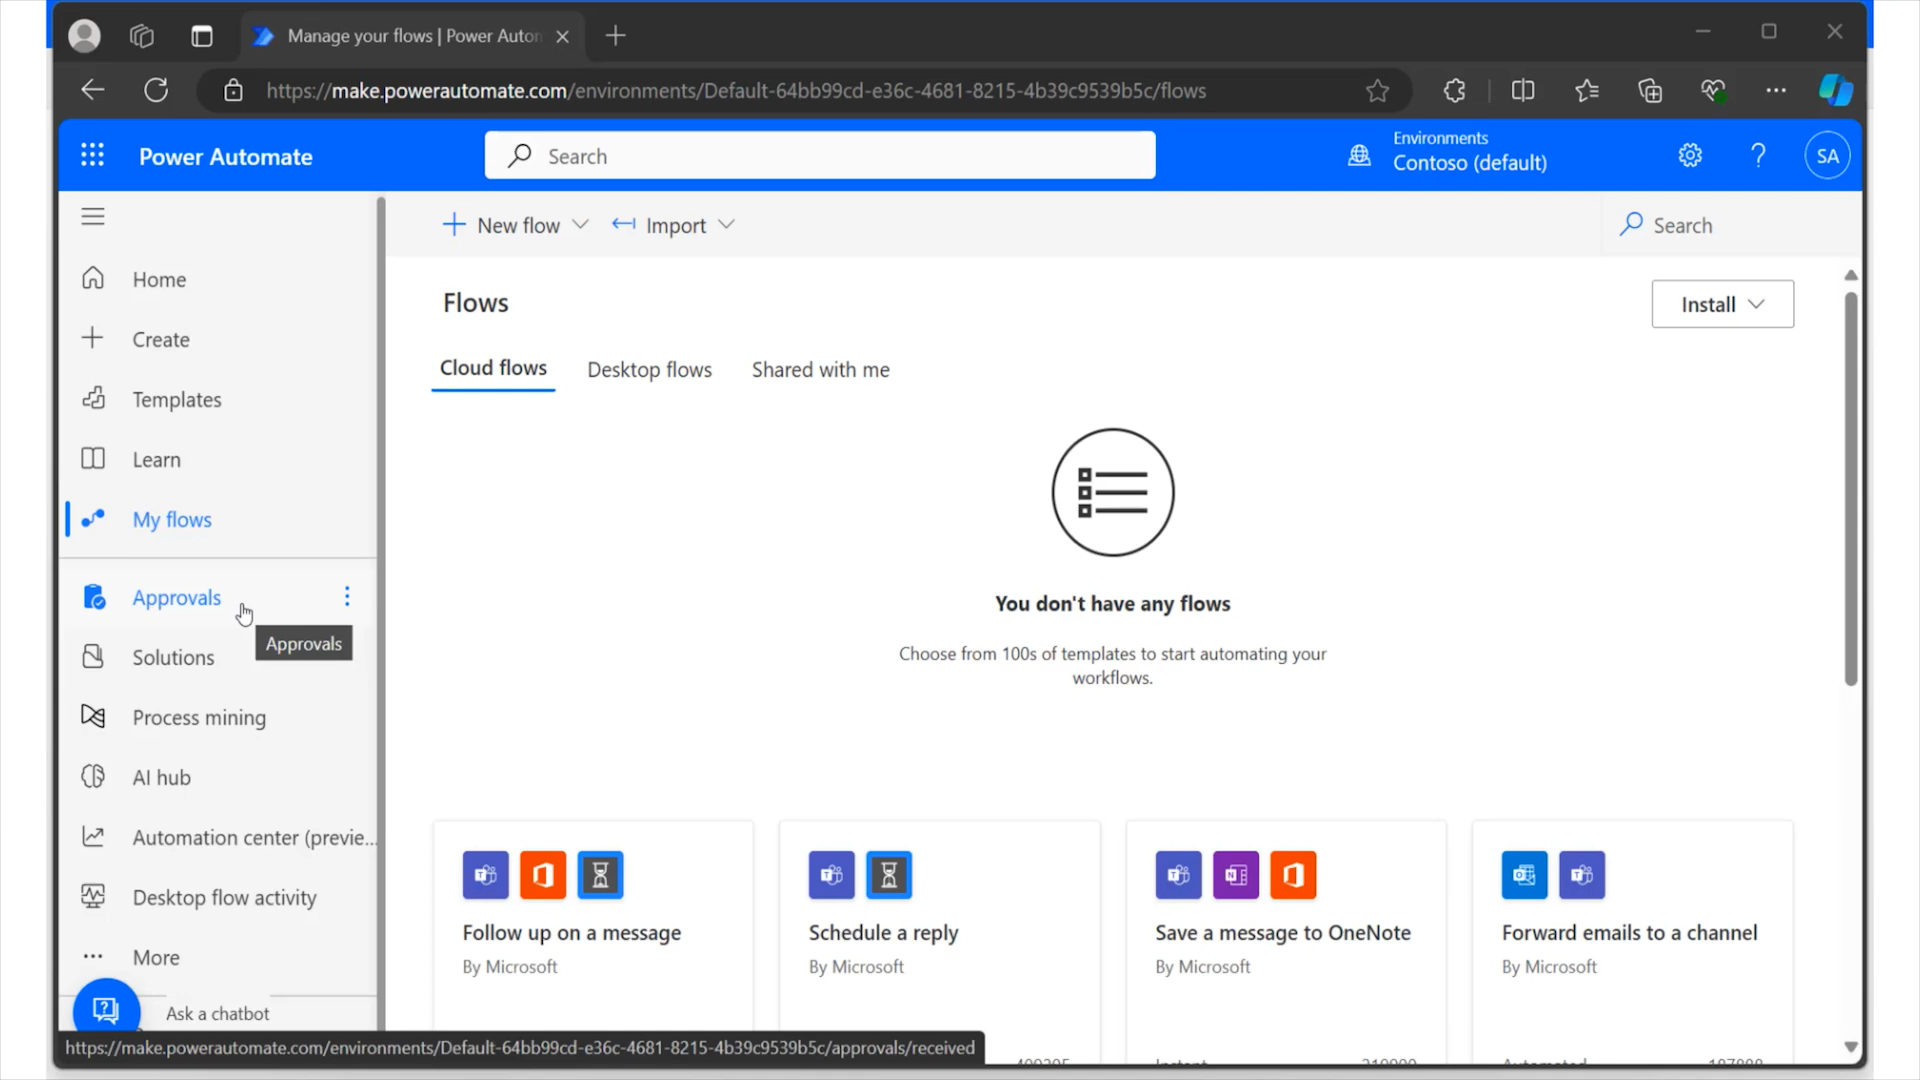 Manage your flows | Power Auton
https://make.powerautomate.com/environments/Default-64bb99cd-e36c-4681-8215-4b39c9539b5c/flows
Power Automate
Search
Environments
Contoso (default)
SA
New flow
Import
Search
Home
Create
Templates
Learn
My flows
Approvals
Approvals
Solutions
Process mining
AI hub
Automation center (previe...
Desktop flow activity
More
Ask a chatbot
Flows
Install
Cloud flows
Desktop flows
Shared with me
You don't have any flows
Choose from 100s of templates to start automating your
workflows.
Follow up on a message
By Microsoft
Schedule a reply
By Microsoft
Save a message to OneNote
By Microsoft
Forward emails to a channel
By Microsoft
Instant
Automated
https://make.powerautomate.com/environments/Default-64bb99cd-e36c-4681-8215-4b39c9539b5c/approvals/received